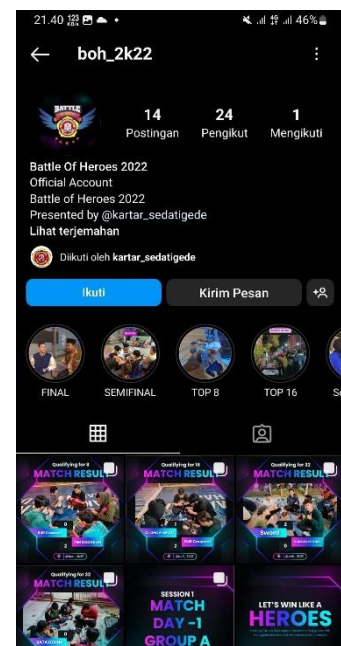 21.40
46%
boh_2k22
BATTLE
14 24 1
Postingan Pengikut Mengikuti
Battle Of Heroes 2022
Official Account
Battle of Heroes 2022
Presented by @kartar_sedatigede
Lihat terjemahan
Diikuti oleh kartar_sedatigede
Ikuti Kirim Pesan
FINAL SEMIFINAL TOP 8 TOP 16
Qualifying for 8
MATCH RESULT
Qualifying for 16
MATCH RESULT
Qualifying for 32
MATCH RESULT
Sword
Qualifying for 32
MATCH RESULT
SESSION 1
MATCH
DAY -1
GROUP A
LET'S WIN LIKE A
HEROES